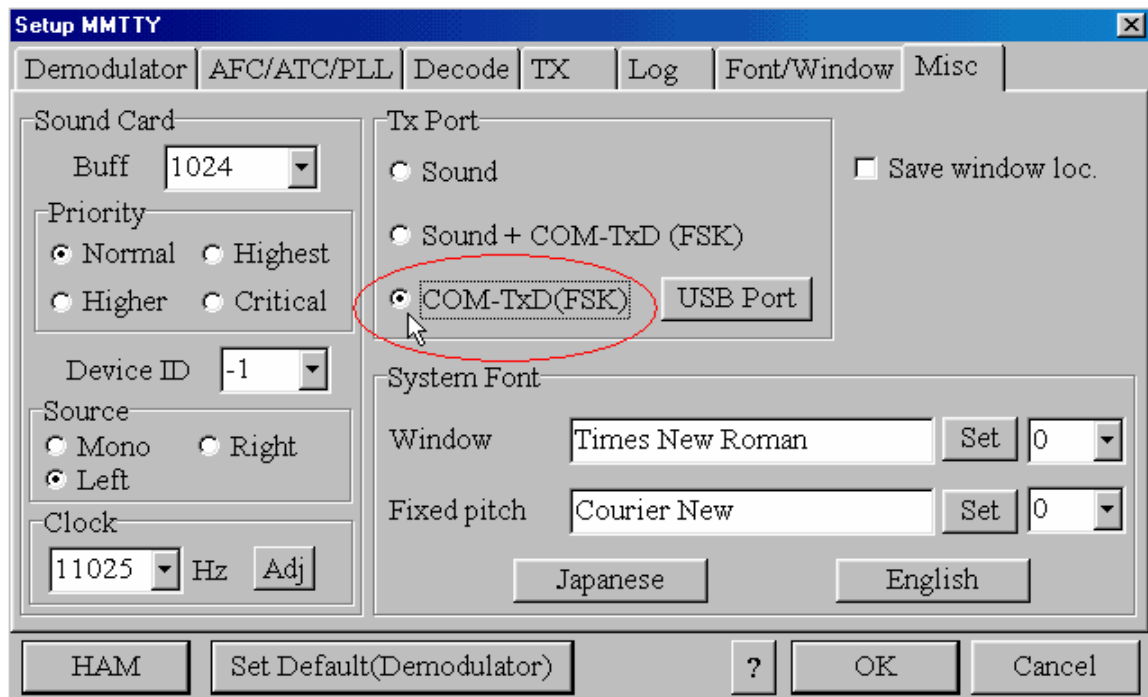 Setup MMTTY
Demodulator AFC/ATC/PLL Decode TX Log Font/Window Misc
Sound Card
Buff 1024
Priority
Normal Highest
Higher Critical
Device ID -1
Source
Mono Right
Left
Clock
11025 Hz Adj
Tx Port
Sound
Sound + COM-TxD (FSK)
COM-TxD(FSK) USB Port
Save window loc.
System Font
Window Times New Roman Set 0
Fixed pitch Courier New Set 0
Japanese English
HAM Set Default(Demodulator) ? OK Cancel